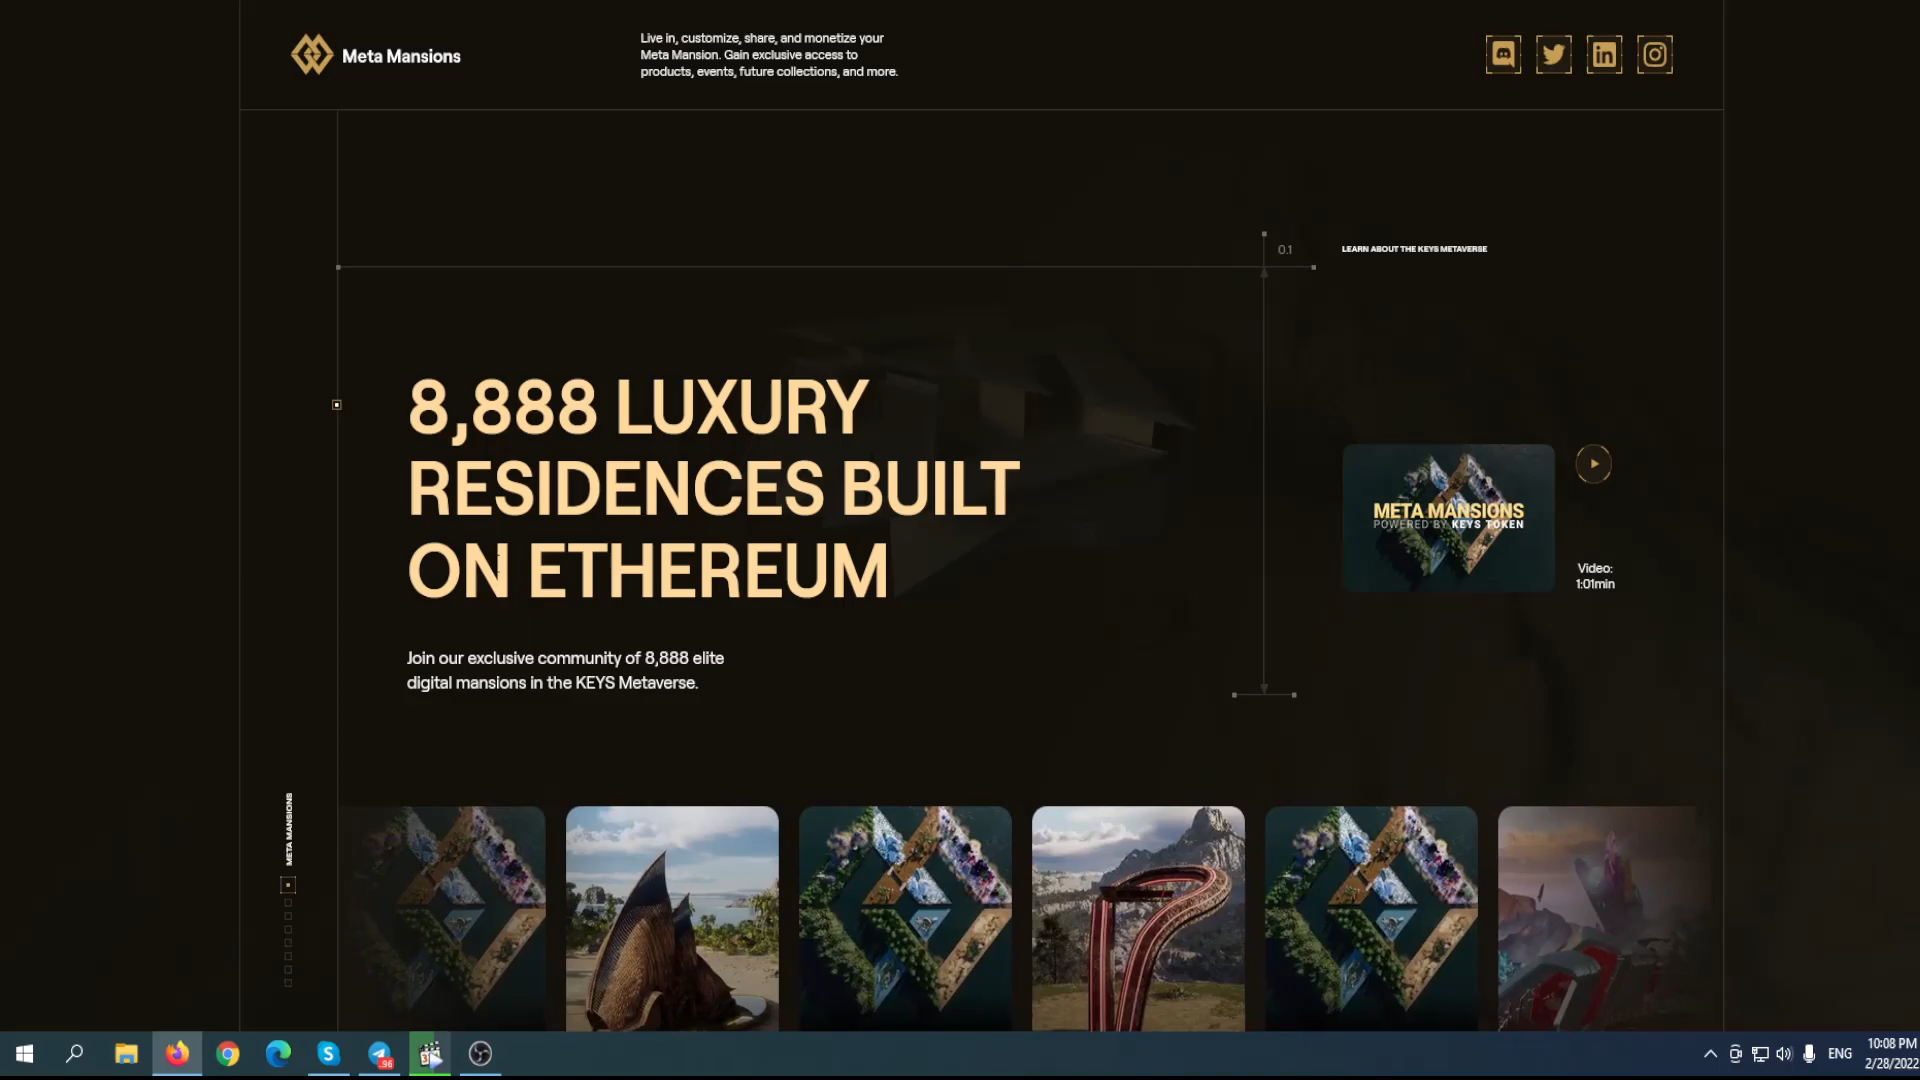 Meta Mansions
Live in, customize, share, and monetize your
Meta Mansion. Gain exclusive access to
products, events, future collections, and more.
0.1
LEARN ABOUT THE KEYS METAVERSE
8,888 LUXURY
RESIDENCES BUILT
ON ETHEREUM
META MANSIONS
POWERED BY KEYS TOKEN
Video:
1:01min
Join our exclusive community of 8,888 elite
digital mansions in the KEYS Metaverse.
META MANSIONS
96
ENG
10:08 PM
2/28/2022